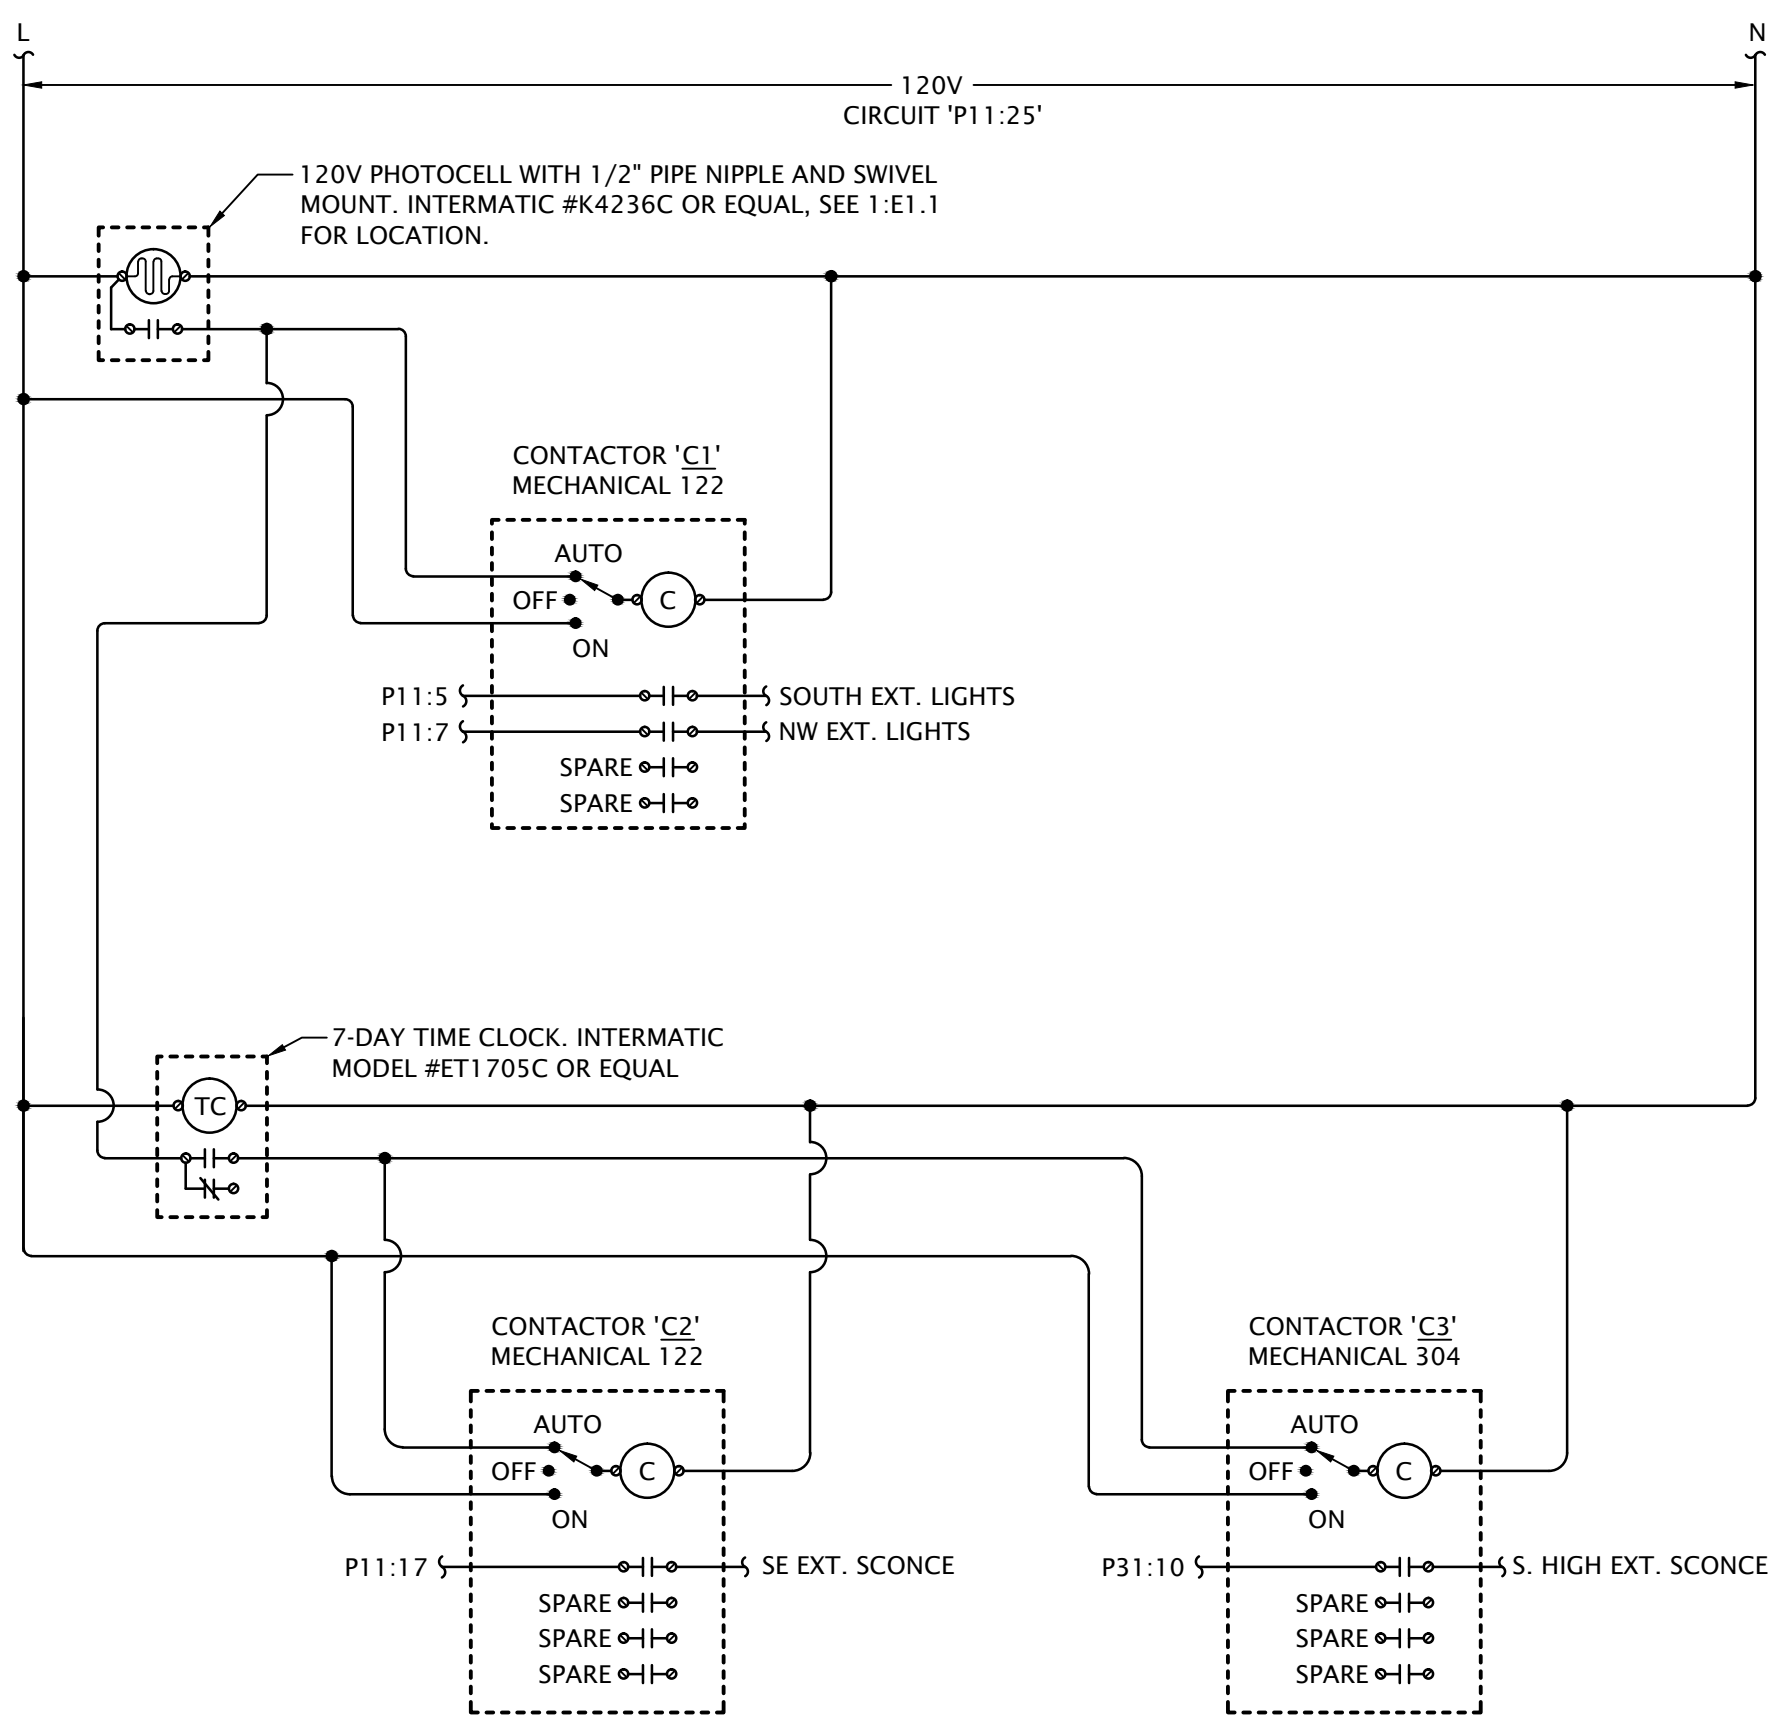 L
N
120V
CIRCUIT 'P11:25'
120V PHOTOCELL WITH 1/2" PIPE NIPPLE AND SWIVEL
MOUNT. INTERMATIC #K4236C OR EQUAL, SEE 1:E1.1
FOR LOCATION.
CONTACTOR 'C1'
MECHANICAL 122
AUTO
OFF
C
ON
P11:5
SOUTH EXT. LIGHTS
P11:7
NW EXT. LIGHTS
SPARE
SPARE
7-DAY TIME CLOCK. INTERMATIC
MODEL #ET1705C OR EQUAL
TC
CONTACTOR 'C2'
MECHANICAL 122
AUTO
OFF
C
ON
P11:17
SE EXT. SCONCE
SPARE
SPARE
SPARE
CONTACTOR 'C3'
MECHANICAL 304
AUTO
OFF
C
ON
P31:10
S. HIGH EXT. SCONCE
SPARE
SPARE
SPARE